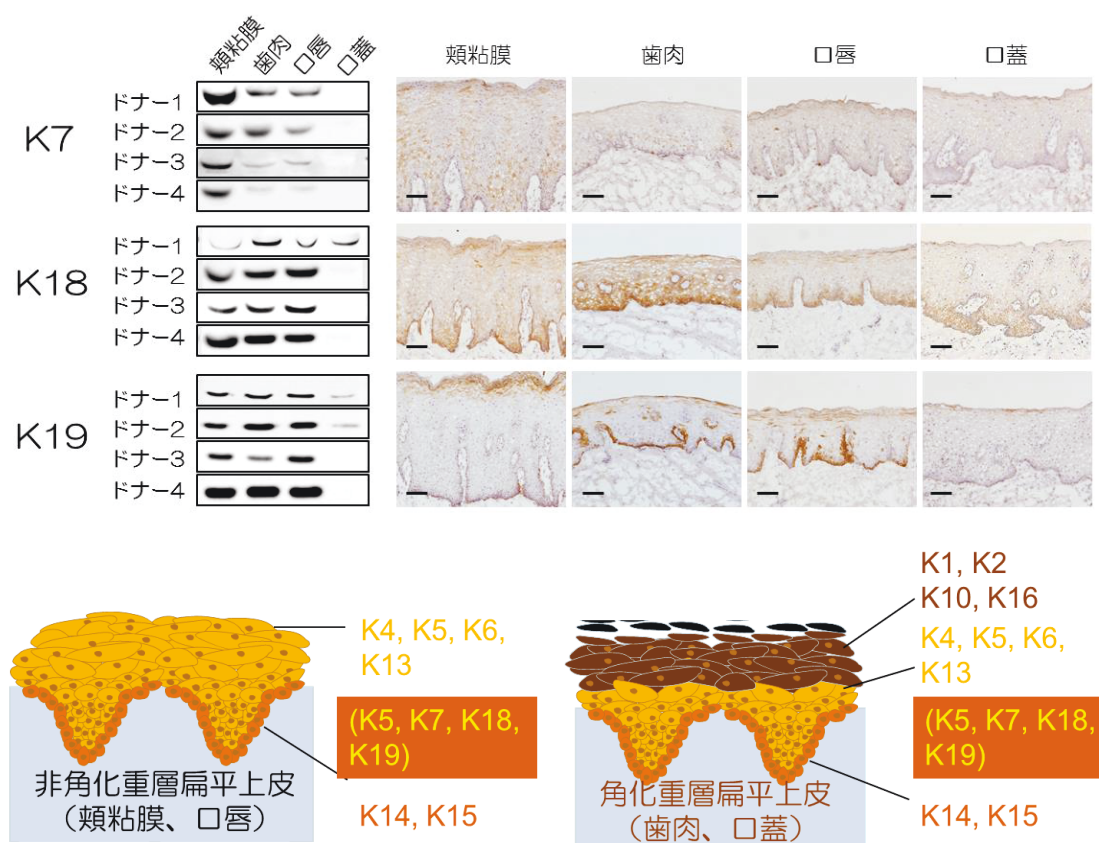 頬粘膜 歯肉 口唇 口蓋
頬粘膜 歯肉 口唇 口蓋
K7
ドナー1
ドナー2
ドナー3
ドナー4
K18
ドナー1
ドナー2
ドナー3
ドナー4
K19
ドナー1
ドナー2
ドナー3
ドナー4
K4, K5, K6,
K13
(K5, K7, K18,
K19)
K14, K15
非角化重層扁平上皮
(頬粘膜、口唇)
K1, K2
K10, K16
K4, K5, K6,
K13
(K5, K7, K18,
K19)
K14, K15
角化重層扁平上皮
(歯肉、口蓋)